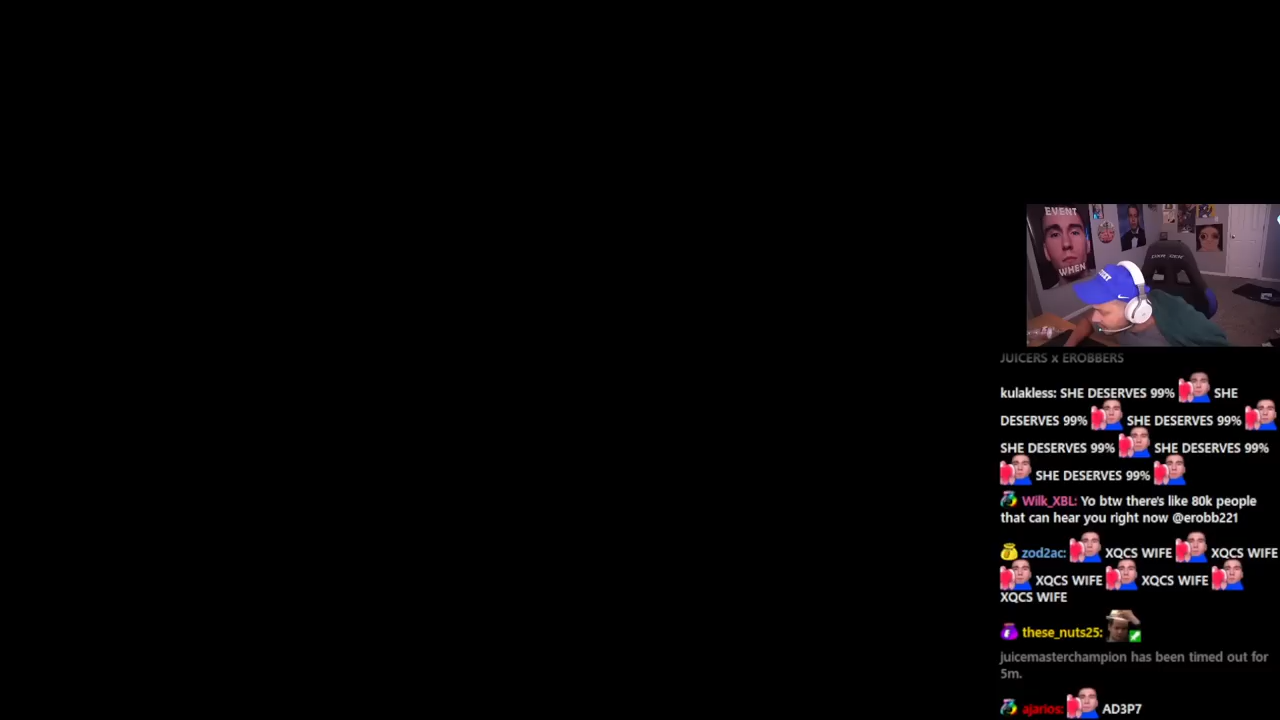 EVENT
WHEN
JUICERS x EROBBERS
kulakless: SHE DESERVES 99% SHE
DESERVES 99% SHE DESERVES 99%
SHE DESERVES 99% SHE DESERVES 99%
SHE DESERVES 99%
Wilk_XBL: Yo btw there's like 80k people
that can hear you right now @erobb221
zod2ac: XQCS WIFE XQCS WIFE
XQCS WIFE XQCS WIFE
XQCS WIFE
these_nuts25:
juicemasterchampion has been timed out for
5m.
ajarios: AD3P7